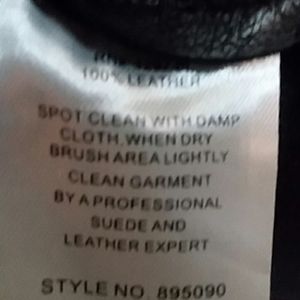 100% LEATHER
SPOT CLEAN WITH DAMP
CLOTH, WHEN DRY
BRUSH AREA LIGHTLY
CLEAN GARMENT
BY A PROFESSIONAL
SUEDE AND
LEATHER EXPERT
STYLE NO. 895090